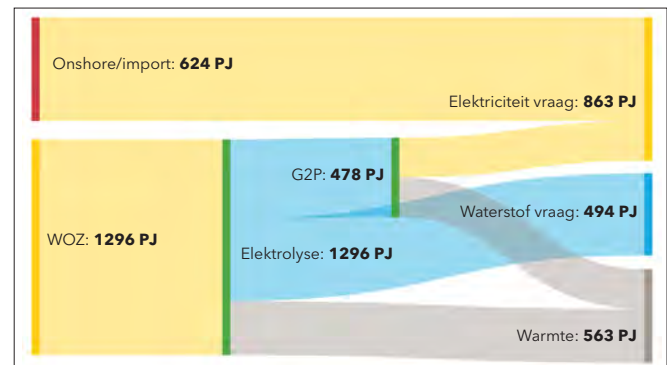 Onshore/import: 624 PJ
Elektriciteit vraag: 863 PJ
G2P: 478 PJ
Waterstof vraag: 494 PJ
WOZ: 1296 PJ
Elektrolyse: 1296 PJ
Warmte: 563 PJ